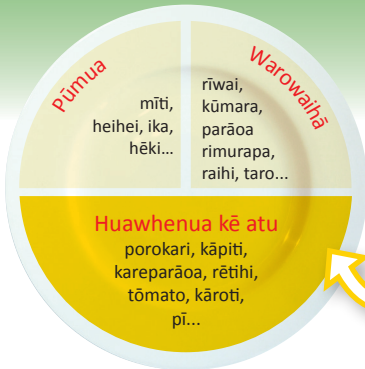 Pūmua
mīti,
heihei, ika,
hēki...
Warowaihā
rīwai,
kūmara,
parāoa
rimurapa,
raihi, taro...
Huawhenua kē atu
porokari, kāpiti,
kareparāoa, rētihi,
tōmato, kāroti,
pī...